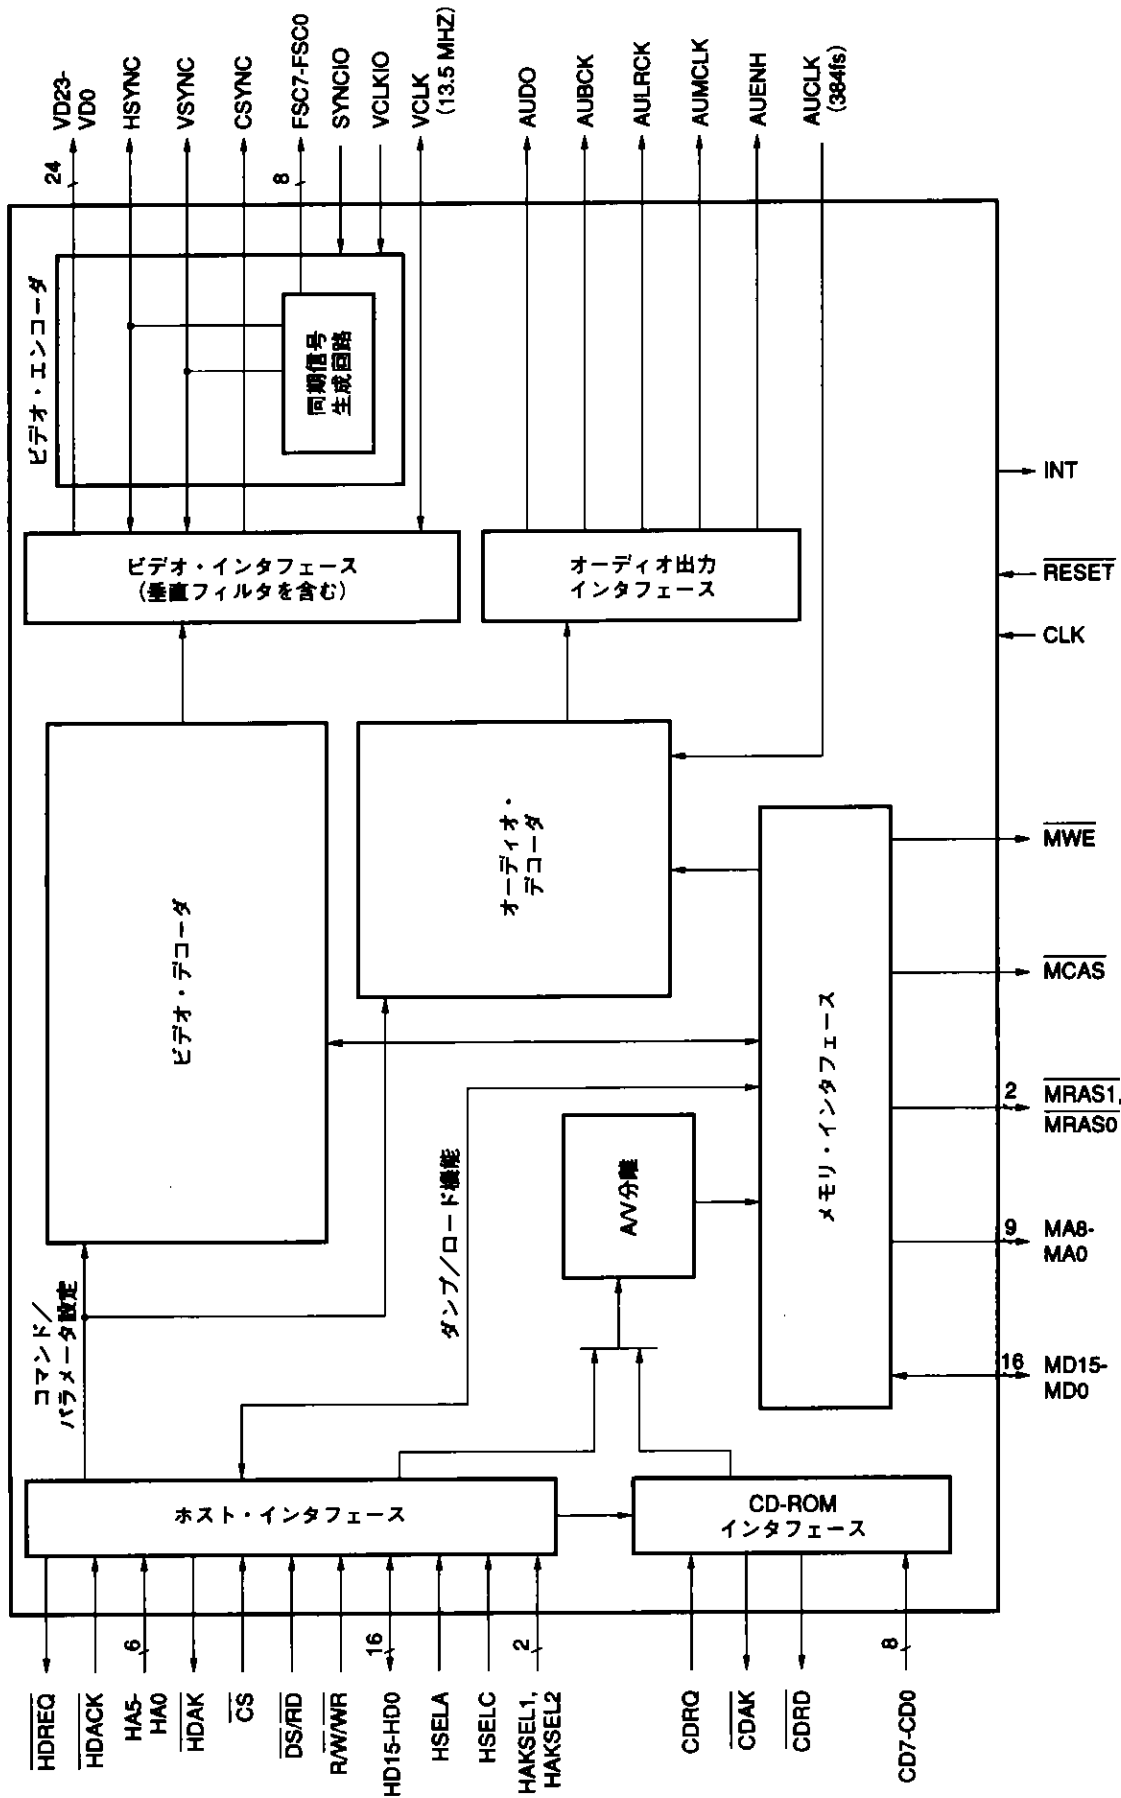 VD23-
VD0
HSYNC
VSYNC
CSYNC
FSC7-FSC0
SYNCIO
VCLKIO
VCLK
(13.5 MHZ)
AUDO
AUBCK
AULRCK
AUMCLK
AUENH
AUCLK
(384fs)
24
8
ビデオ・エンコーダ
同期信号
生成回路
ビデオ・インタフェース
(垂直フィルタを含む)
オーディオ出力
インタフェース
INT
RESET
CLK
ビデオ・デコーダ
オーディオ・
デコーダ
メモリ・インタフェース
MWE
MCAS
2
MRAS1,
MRAS0
9
MA8-
MA0
16
MD15-
MD0
A/V分離
ダンプ/ロード機能
コマンド/
パラメータ設定
ホスト・インタフェース
CD-ROM
インタフェース
6
16
2
8
HDREQ
HDACK
HA5-
HA0
HDAK
CS
DS/RD
R/W/WR
HD15-HD0
HSELA
HSELC
HAKSEL1,
HAKSEL2
CDRQ
CDAK
CDRD
CD7-CD0